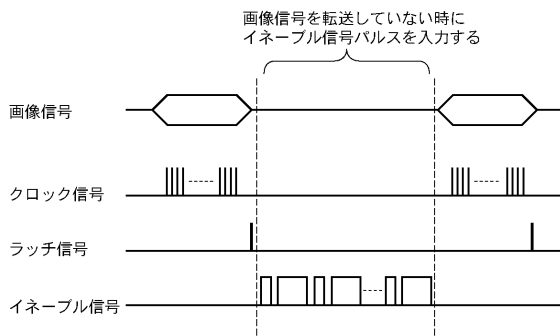 画像信号を転送していない時に
イネーブル信号パルスを入力する
画像信号
クロック信号
ラッチ信号
イネーブル信号